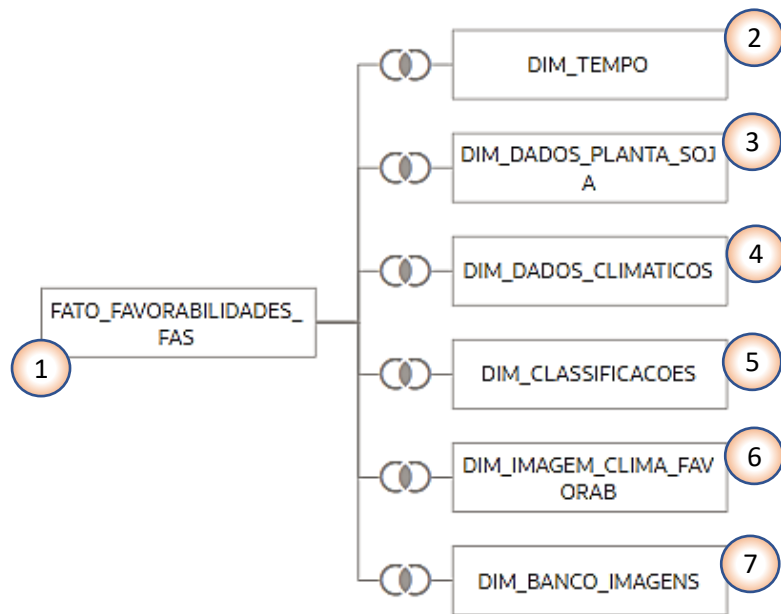 2
DIM_TEMPO
3
DIM_DADOS_PLANTA_SOJ
A
4
DIM_DADOS_CLIMATICOS
FATO_FAVORABILIDADES_
FAS
1
5
DIM_CLASSIFICACOES
6
DIM_IMAGEM_CLIMA_FAV
ORAB
7
DIM_BANCO_IMAGENS